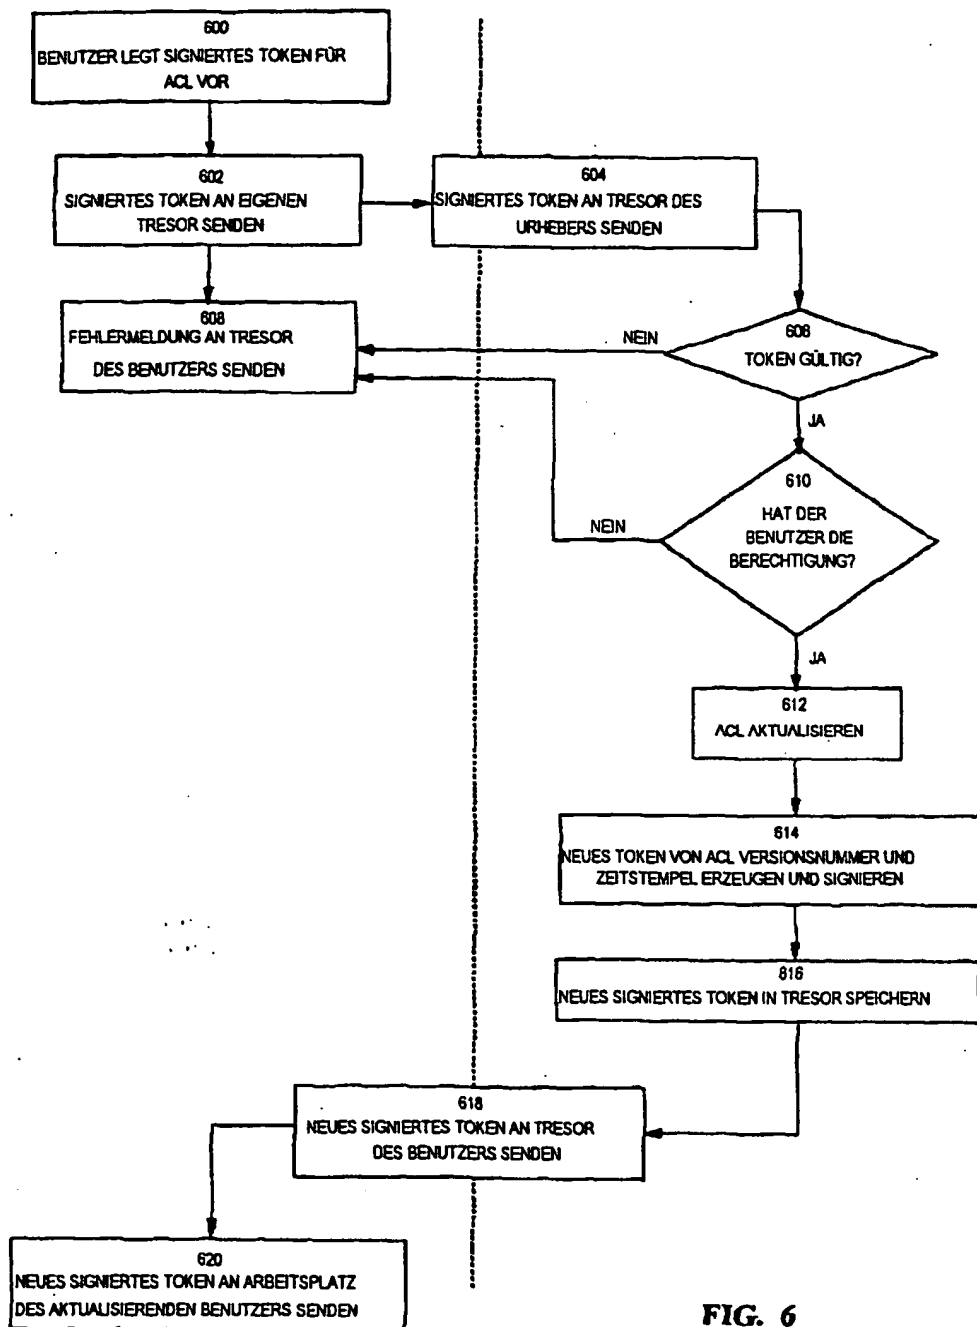 600
BENUTZER LEGT SIGNIERTES TOKEN FÜR
ACL VOR
602
SIGNIERTES TOKEN AN EIGENEN
TRESOR SENDEN
604
SIGNIERTES TOKEN AN TRESOR DES
URHEBERS SENDEN
608
FEHLERMELDUNG AN TRESOR
DES BENUTZERS SENDEN
NEIN
606
TOKEN GÜLTIG?
JA
610
HAT DER
BENUTZER DIE
BERECHTIGUNG?
NEIN
JA
612
ACL AKTUALISIEREN
614
NEUES TOKEN VON ACL VERSIONSNUMMER UND
ZEITSTEMPEL ERZEUGEN UND SIGNIEREN
616
NEUES SIGNIERTES TOKEN IN TRESOR SPEICHERN
618
NEUES SIGNIERTES TOKEN AN TRESOR
DES BENUTZERS SENDEN
620
NEUES SIGNIERTES TOKEN AN ARBEITSPLATZ
DES AKTUALISIERENDEN BENUTZERS SENDEN
FIG. 6